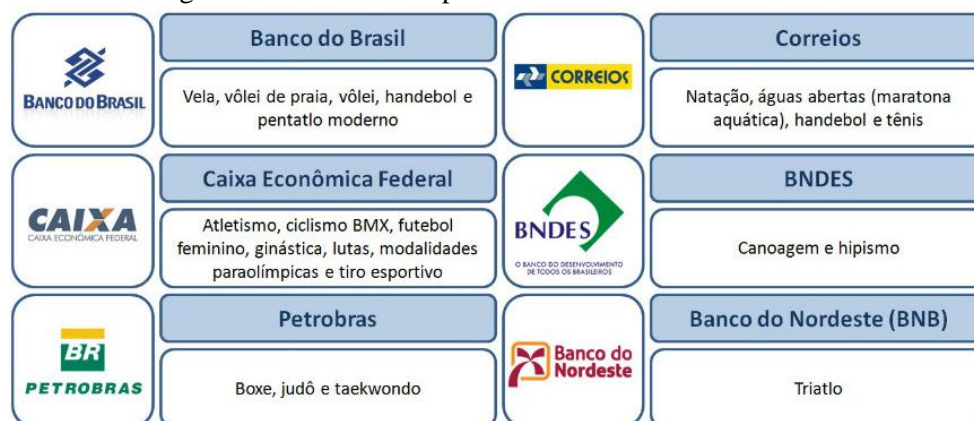 Banco do Brasil
BANCO DO BRASIL
Vela, vôlei de praia, vôlei, handebol e
pentatlo moderno
Correios
CORREIOS
Natação, águas abertas (maratona
aquática), handebol e tênis
Caixa Econômica Federal
CAIXA
CAIXA ECONÔMICA FEDERAL
Atletismo, ciclismo BMX, futebol
feminino, ginástica, lutas, modalidades
paraolímpicas e tiro esportivo
BNDES
BNDES
O BANCO DO DESENVOLVIMENTO
DE TODOS OS BRASILEIROS
Canoagem e hipismo
Petrobras
BR
PETROBRAS
Boxe, judô e taekwondo
Banco do Nordeste (BNB)
Banco do
Nordeste
Triatlo